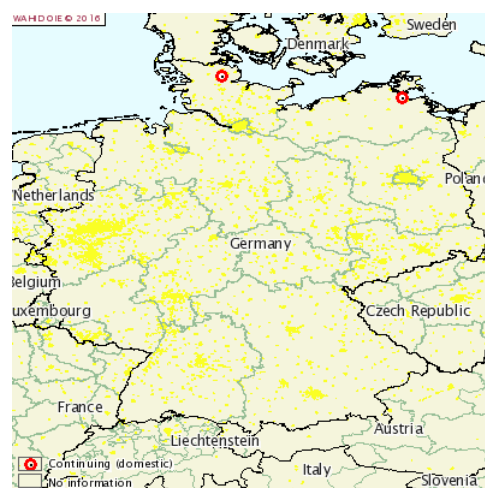 WAHID OIE © 2016
Sweden
Denmark
Poland
Netherlands
Germany
Belgium
Luxembourg
Czech Republic
France
Austria
Liechtenstein
Continuing (domestic)
Italy
No information
Slovenia